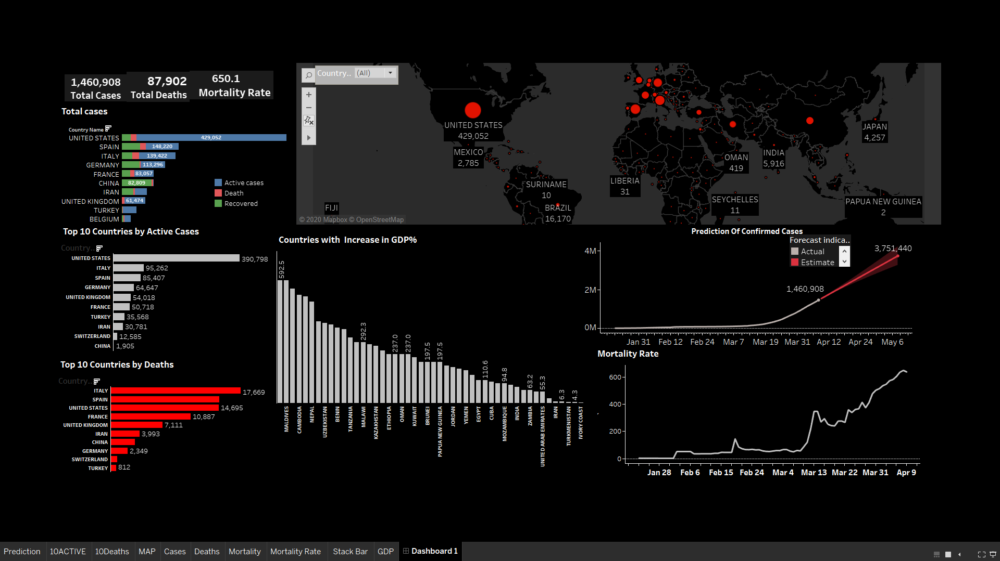 1,460,908
Total Cases
87,902
Total Deaths
650.1
Mortality Rate
Total cases
Country Name
UNITED STATES 429,052
SPAIN 148,220
ITALY 139,422
GERMANY 113,296
FRANCE 83,057
CHINA 82,809
IRAN
UNITED KINGDOM 61,474
TURKEY
BELGIUM
Active cases
Death
Recovered
Country.. (All)
UNITED STATES
429,052
MEXICO
2,785
SURINAME
10
BRAZIL
16,170
FIJI
LIBERIA
31
OMAN
419
INDIA
5,916
JAPAN
4,257
SEYCHELLES
11
PAPUA NEW GUINEA
2
© 2020 Mapbox © OpenStreetMap
Top 10 Countries by Active Cases
Country..
UNITED STATES 390,798
ITALY 95,262
SPAIN 85,407
GERMANY 64,647
UNITED KINGDOM 54,018
FRANCE 50,718
TURKEY 35,568
IRAN 30,781
SWITZERLAND 12,585
CHINA 1,905
Top 10 Countries by Deaths
Country..
ITALY 17,669
SPAIN
UNITED STATES 14,695
FRANCE 10,887
UNITED KINGDOM 7,111
IRAN 3,993
CHINA
GERMANY 2,349
SWITZERLAND
TURKEY 812
Countries with Increase in GDP%
592.5
292.3
237.0
237.0
197.5
197.5
110.6
94.8
63.2
55.3
6.3
4.3
MALDIVES
CAMBODIA
NEPAL
UZBEKISTAN
BENIN
TANZANIA
MALAWI
KAZAKHSTAN
ETHIOPIA
OMAN
KUWAIT
BRUNEI
PAPUA NEW GUINEA
JORDAN
YEMEN
EGYPT
CUBA
MOZAMBIQUE
INDIA
ZAMBIA
UNITED ARAB EMIRATES
IRAN
TURKMENISTAN
IVORY COAST
Prediction Of Confirmed Cases
Forecast indica..
Actual
Estimate
3,751,440
1,460,908
4M
2M
0M
Jan 31 Feb 12 Feb 24 Mar 7 Mar 19 Mar 31 Apr 12 Apr 24 May 6
Mortality Rate
600
400
200
0
Jan 28 Feb 6 Feb 15 Feb 24 Mar 4 Mar 13 Mar 22 Mar 31 Apr 9
Prediction 10ACTIVE 10Deaths MAP Cases Deaths Mortality Mortality Rate Stack Bar GDP Dashboard 1